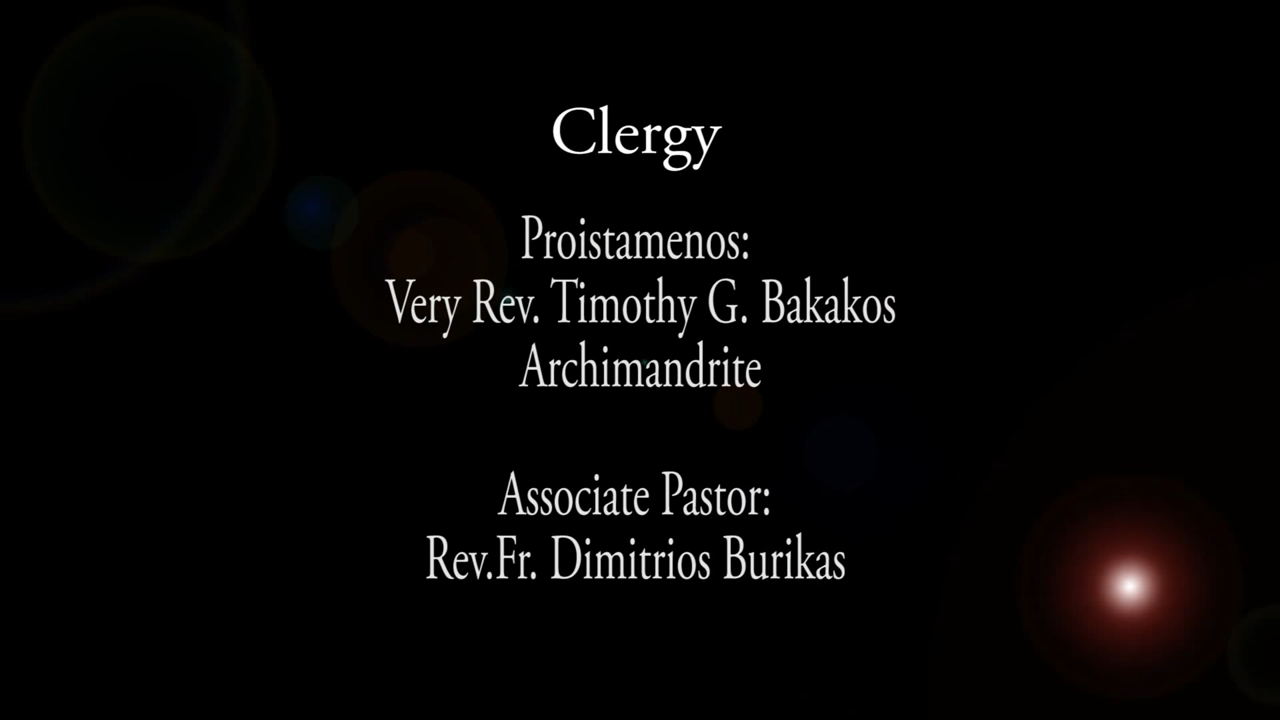 Clergy
Proistamenos:
Very Rev. Timothy G. Bakakos
Archimandrite
Associate Pastor:
Rev.Fr. Dimitrios Burikas